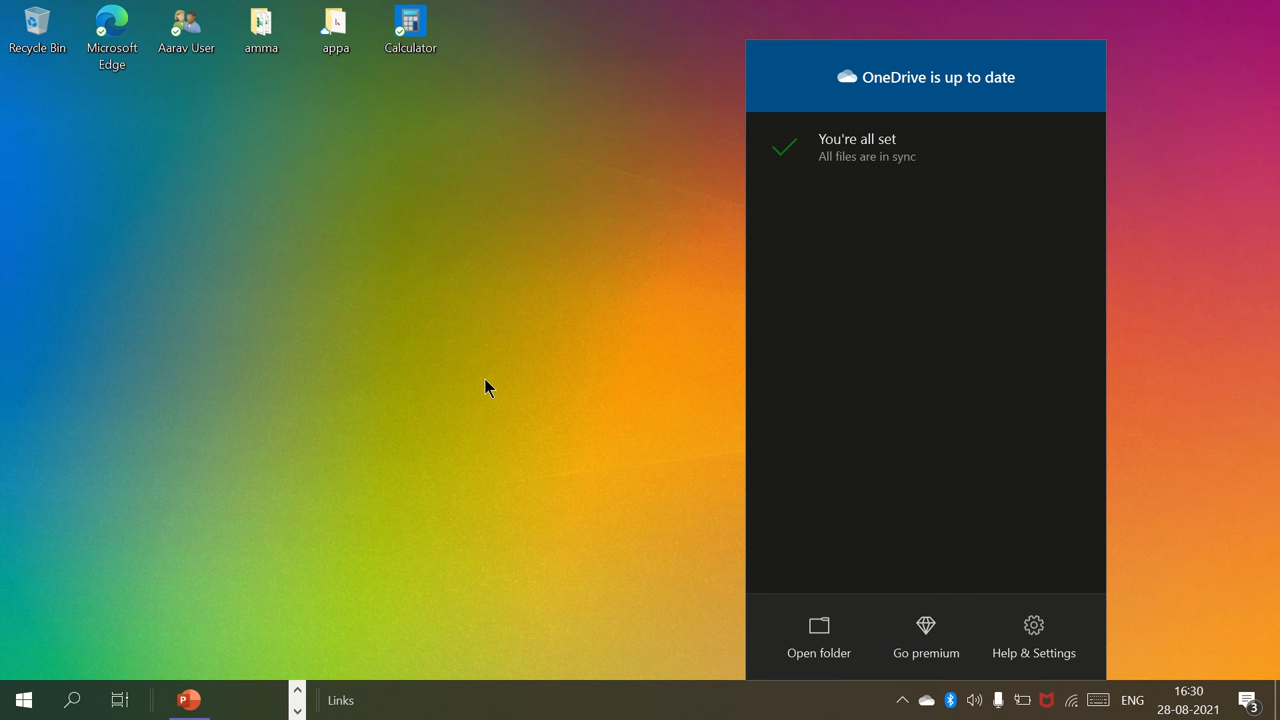 Recycle Bin
Microsoft
Edge
Aarav User
amma
appa
Calculator
OneDrive is up to date
You're all set
All files are in sync
Open folder
Go premium
Help & Settings
Links
ENG
16:30
28-08-2021
3